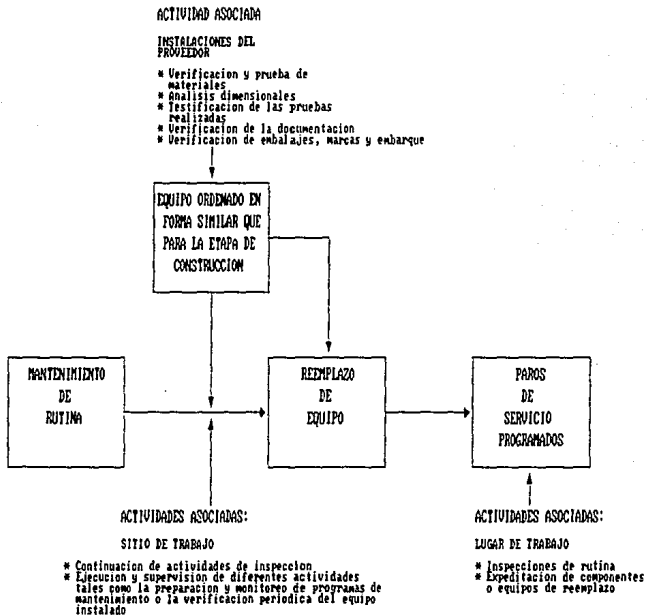 ACTIVIDAD ASOCIADA
INSTALACIONES DEL
PROVEEDOR
* Verificacion y prueba de
materiales
* Analisis dimensionales
* Testificacion de las pruebas
realizadas
* Verificacion de la documentacion
* Verificacion de embalajes, marcas y embarque
EQUIPO ORDENADO EN
FORMA SIMILAR QUE
PARA LA ETAPA DE
CONSTRUCCION
MANTENIMIENTO
DE
RUTINA
REEMPLAZO
DE
EQUIPO
PAROS
DE
SERVICIO
PROGRAMADOS
ACTIVIDADES ASOCIADAS:
SITIO DE TRABAJO
* Continuacion de actividades de inspeccion
* Ejecucion y supervision de diferentes actividades
tales como la preparacion y monitoreo de programas de
mantenimiento o la verificacion periodica del equipo
instalado
ACTIVIDADES ASOCIADAS:
LUGAR DE TRABAJO
* Inspecciones de rutina
* Expeditacion de componentes
o equipos de reemplazo